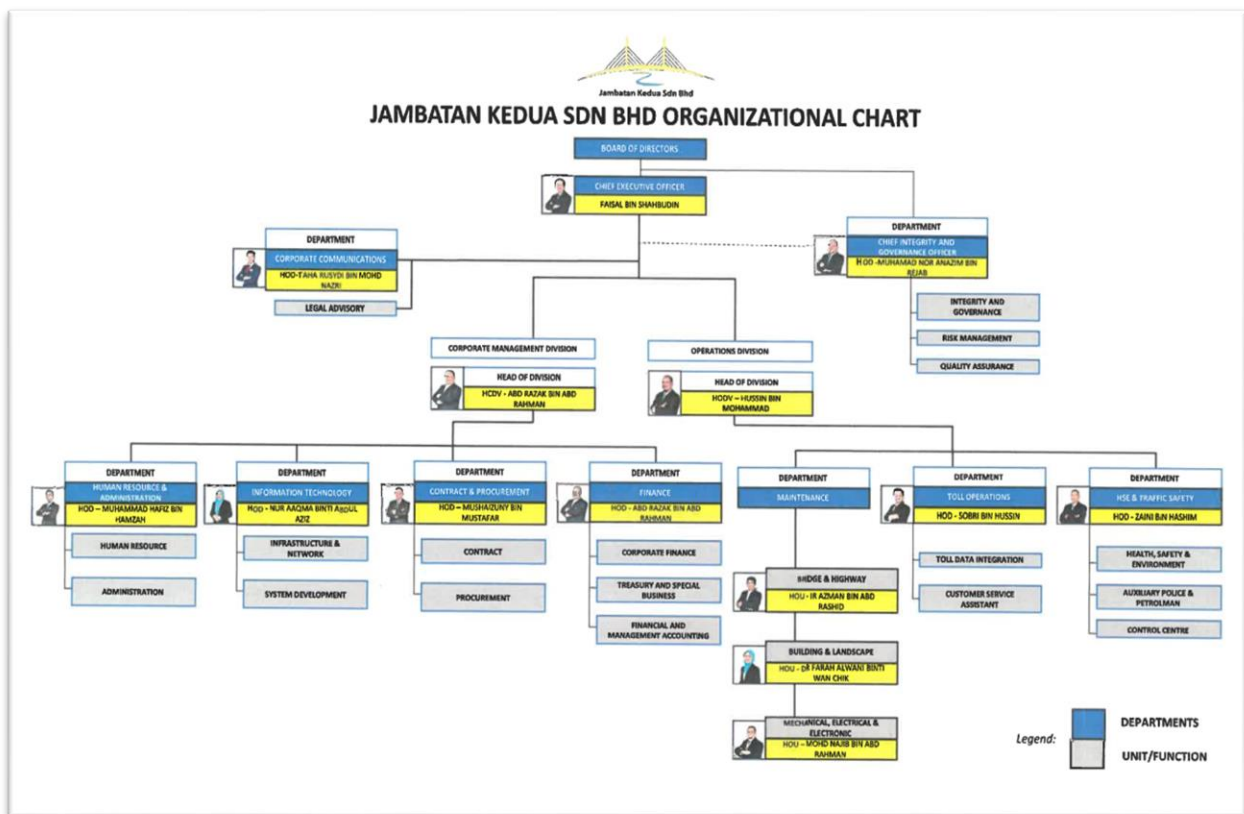 Jambatan Kedua Sdn Bhd
JAMBATAN KEDUA SDN BHD ORGANIZATIONAL CHART
BOARD OF DIRECTORS
CHIEF EXECUTIVE OFFICER
FAISAL BIN SHAHBUDIN
DEPARTMENT
CORPORATE COMMUNICATIONS
HOD-TAHA RUSYDI BIN MOHD
NAZRI
LEGAL ADVISORY
DEPARTMENT
CHIEF INTEGRITY AND
GOVERNANCE OFFICER
HOD -MUHAMAD NOR ANAZIM BIN
REJAB
INTEGRITY AND
GOVERNANCE
RISK MANAGEMENT
QUALITY ASSURANCE
CORPORATE MANAGEMENT DIVISION
HEAD OF DIVISION
HODV - ABD RAZAK BIN ABD
RAHMAN
OPERATIONS DIVISION
HEAD OF DIVISION
HODV – HUSSIN BIN
MOHAMMAD
DEPARTMENT
HUMAN RESOURCE &
ADMINISTRATION
HOD – MUHAMMAD HAFIZ BIN
HAMZAH
HUMAN RESOURCE
ADMINISTRATION
DEPARTMENT
INFORMATION TECHNOLOGY
HOD - NUR AAQMA BINTI ABDUL
AZIZ
INFRASTRUCTURE &
NETWORK
SYSTEM DEVELOPMENT
DEPARTMENT
CONTRACT & PROCUREMENT
HOD – MUSHAIZUNY BIN
MUSTAFAR
CONTRACT
PROCUREMENT
DEPARTMENT
FINANCE
HOD - ABD RAZAK BIN ABD
RAHMAN
CORPORATE FINANCE
TREASURY AND SPECIAL
BUSINESS
FINANCIAL AND
MANAGEMENT ACCOUNTING
DEPARTMENT
MAINTENANCE
BRIDGE & HIGHWAY
HOU - IR AZMAN BIN ABD
RASHID
BUILDING & LANDSCAPE
HOU - DR FARAH ALWANI BINTI
WAN CHIK
MECHANICAL, ELECTRICAL &
ELECTRONIC
HOU – MOHD NAJIB BIN ABD
RAHMAN
DEPARTMENT
TOLL OPERATIONS
HOD - SOBRI BIN HUSSIN
TOLL DATA INTEGRATION
CUSTOMER SERVICE
ASSISTANT
DEPARTMENT
HSE & TRAFFIC SAFETY
HOD - ZAINI BIN HASHIM
HEALTH, SAFETY &
ENVIRONMENT
AUXILIARY POLICE &
PETROLMAN
CONTROL CENTRE
Legend:
DEPARTMENTS
UNIT/FUNCTION